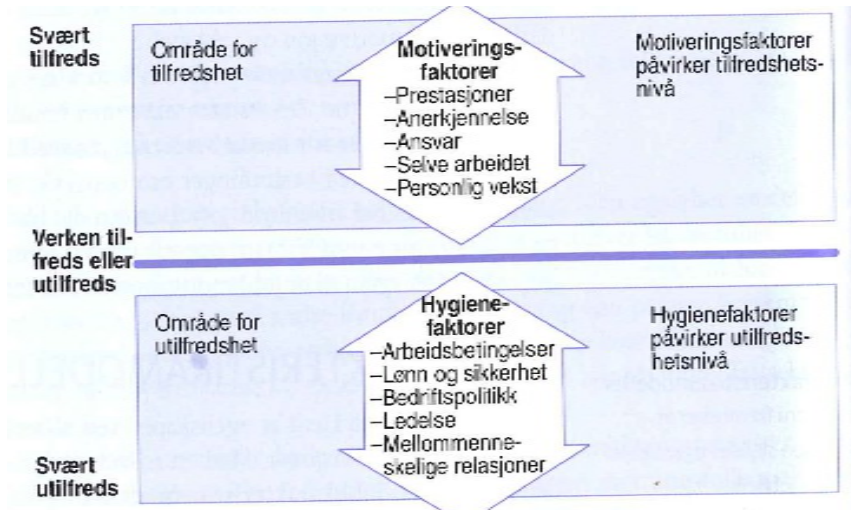 Svært
tilfreds
Område for
tilfredshet
Motiverings-
faktorer
–Prestasjoner
–Anerkjennelse
–Ansvar
–Selve arbeidet
–Personlig vekst
Motiveringsfaktorer
påvirker tilfredshets-
nivå
Verken til-
freds eller
utilfreds
Område for
utilfredshet
Hygiene-
faktorer
–Arbeidsbetingelser
–Lønn og sikkerhet
–Bedriftspolitikk
–Ledelse
–Mellommenne-
skelige relasjoner
Hygienefaktorer
påvirker utilfreds-
hetsnivå
Svært
utilfreds